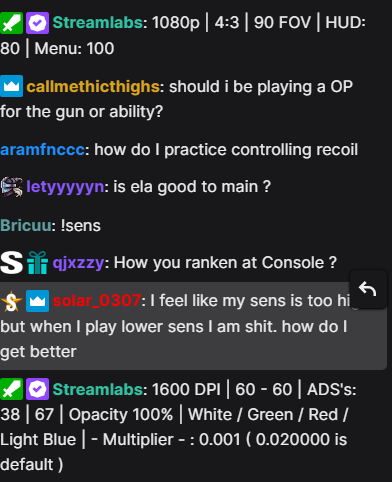 Streamlabs: 1080p | 4:3 | 90 FOV | HUD:
80 | Menu: 100
callmethicthighs: should i be playing a OP
for the gun or ability?
aramfnccc: how do I practice controlling recoil
letyyyyyn: is ela good to main ?
Bricuu: !sens
qjxzzy: How you ranken at Console ?
solar_0307: I feel like my sens is too
but when I play lower sens I am shit. how do I
get better
Streamlabs: 1600 DPI | 60 - 60 | ADS's:
38 | 67 | Opacity 100% | White / Green / Red /
Light Blue | - Multiplier - : 0.001 ( 0.020000 is
default )